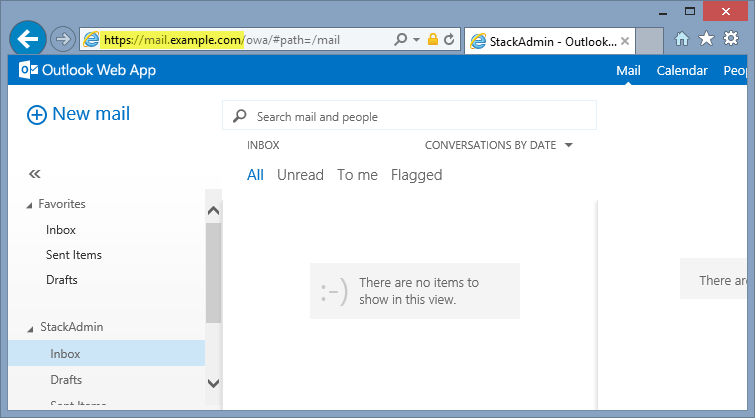 https://mail.example.com/owa/#path=/mail
StackAdmin - Outlook...
Outlook Web App
Mail Calendar Peo
New mail
Search mail and people
INBOX CONVERSATIONS BY DATE
All Unread To me Flagged
Favorites
Inbox
Sent Items
Drafts
StackAdmin
Inbox
Drafts
Sent Items
:-) There are no items to
show in this view.
There are